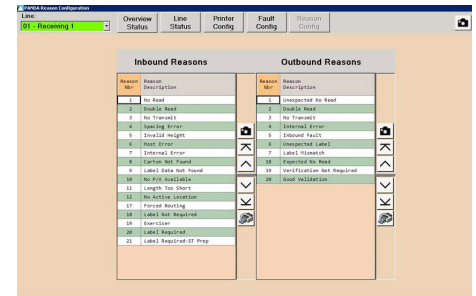 PANDA Reason Configuration
Line:
01 - Receiving 1
Overview Status
Line Status
Printer Config
Fault Config
Reason Config
Inbound Reasons
Reason Nbr Reason Description
1 No Read
2 Double Read
3 No Transmit
4 Spacing Error
5 Invalid Height
6 Host Error
7 Internal Error
8 Carton Not Found
9 Label Data Not Found
10 No P/A Available
11 Length Too Short
12 No Active Location
17 Forced Routing
18 Label Not Required
19 Exerciser
20 Label Required
21 Label Required-ST Prep
Outbound Reasons
Reason Nbr Reason Description
1 Unexpected No Read
2 Double Read
3 No Transmit
4 Internal Error
5 Inbound Fault
6 Unexpected Label
7 Label Mismatch
18 Expected No Read
19 Verification Not Required
20 Good Validation